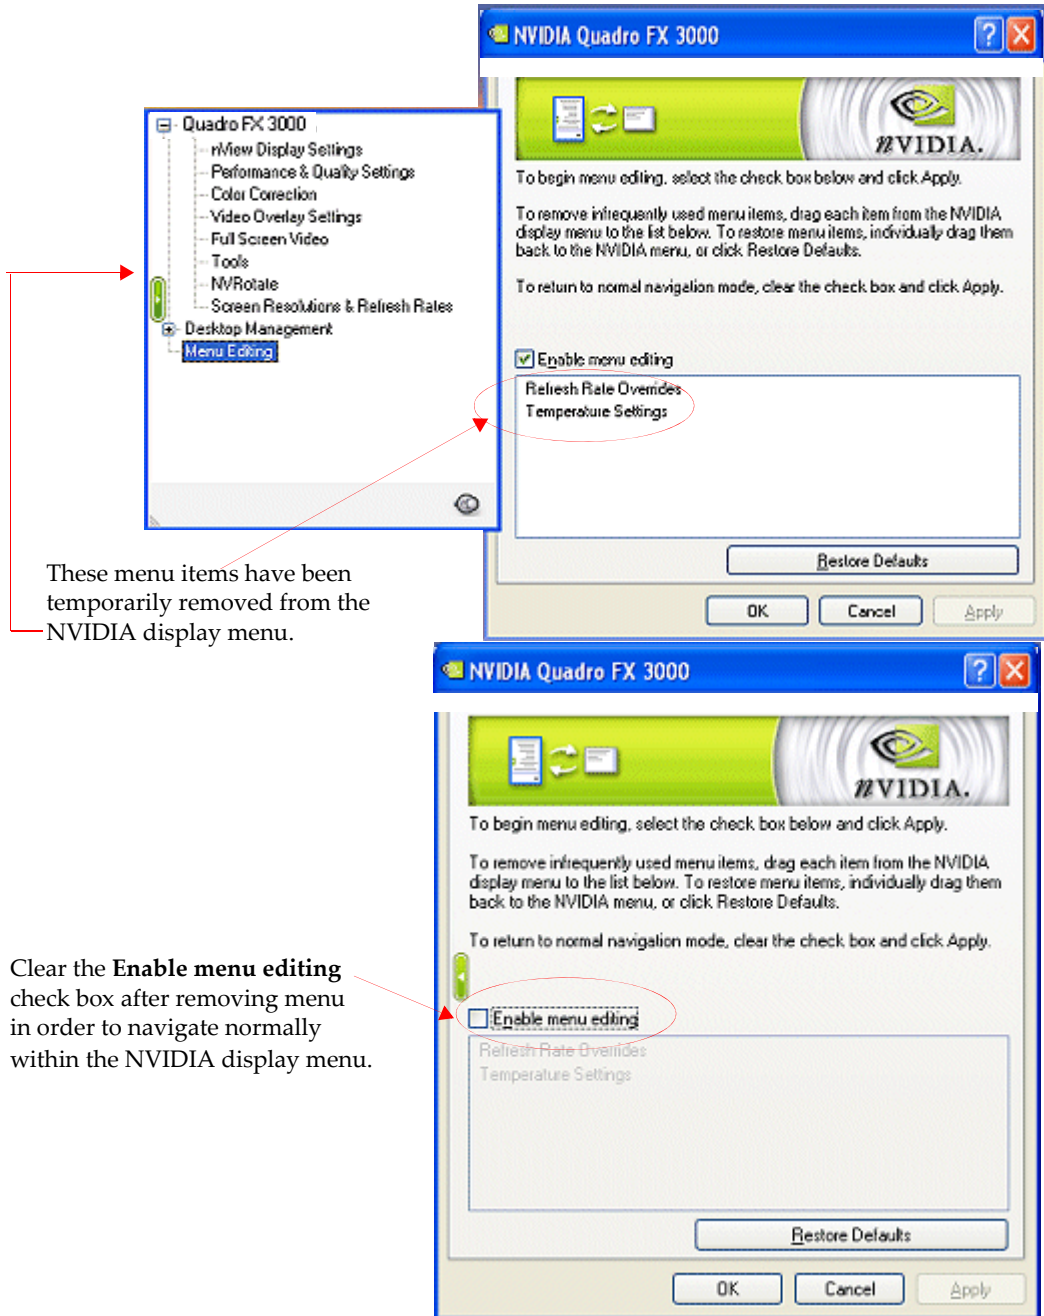 NVIDIA Quadro FX 3000
nVIDIA.
To begin menu editing, select the check box below and click Apply.
To remove infrequently used menu items, drag each item from the NVIDIA
display menu to the list below. To restore menu items, individually drag them
back to the NVIDIA menu, or click Restore Defaults.
To return to normal navigation mode, clear the check box and click Apply.
Enable menu editing
Refresh Rate Overrides
Temperature Settings
Restore Defaults
OK Cancel Apply
Quadro FX 3000
nView Display Settings
Performance & Quality Settings
Color Correction
Video Overlay Settings
Full Screen Video
Tools
NVRotate
Screen Resolutions & Refresh Rates
Desktop Management
Menu Editing
These menu items have been
temporarily removed from the
NVIDIA display menu.
NVIDIA Quadro FX 3000
nVIDIA.
To begin menu editing, select the check box below and click Apply.
To remove infrequently used menu items, drag each item from the NVIDIA
display menu to the list below. To restore menu items, individually drag them
back to the NVIDIA menu, or click Restore Defaults.
To return to normal navigation mode, clear the check box and click Apply.
Enable menu editing
Refresh Rate Overrides
Temperature Settings
Restore Defaults
OK Cancel Apply
Clear the Enable menu editing
check box after removing menu
in order to navigate normally
within the NVIDIA display menu.